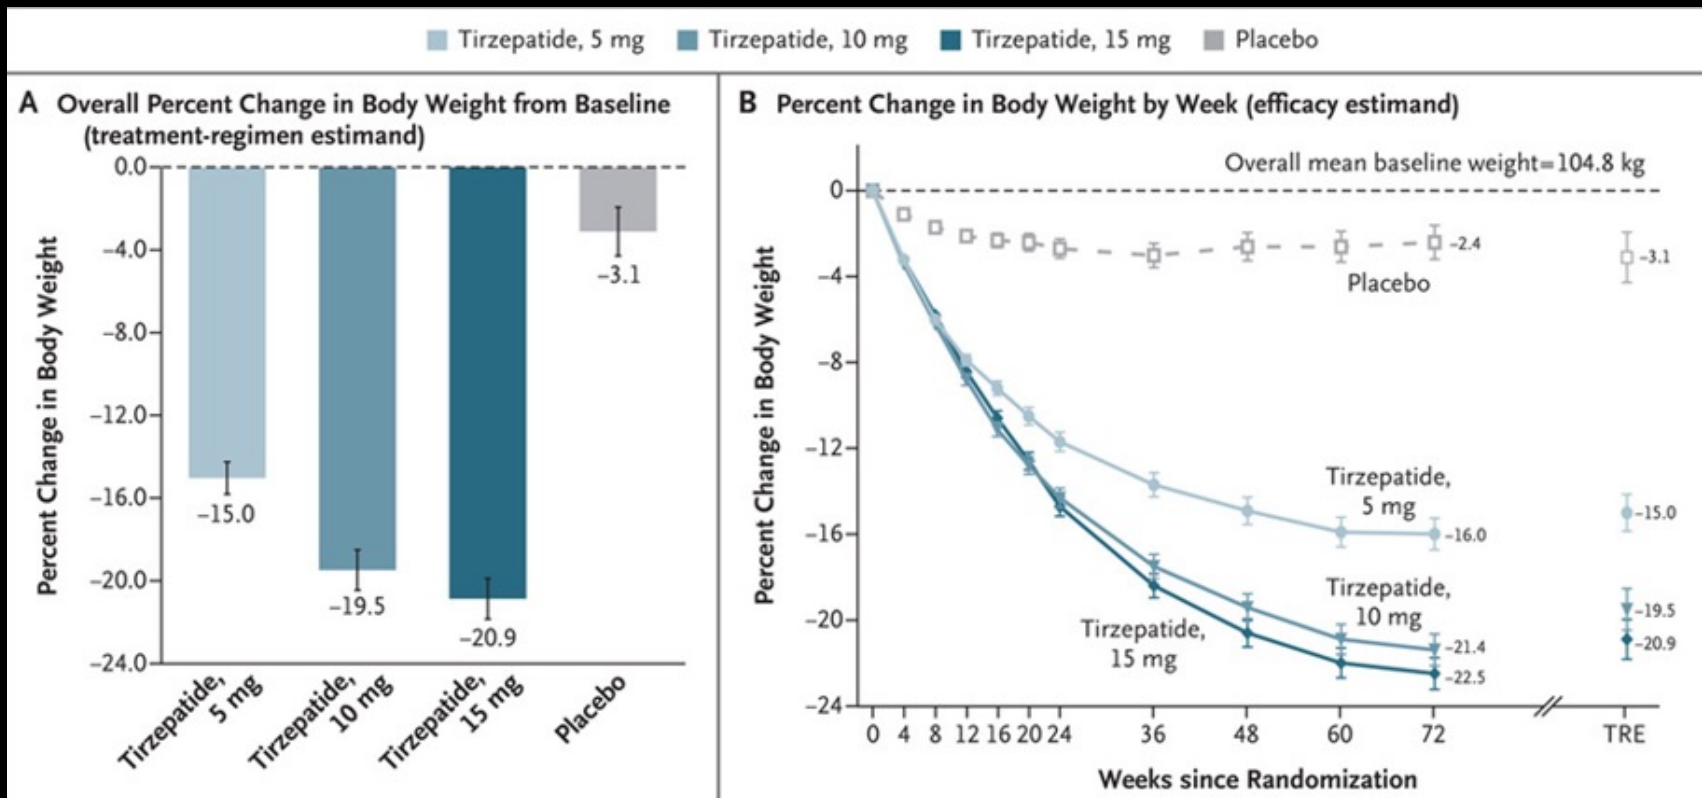 Tirzepatide, 5 mg Tirzepatide, 10 mg Tirzepatide, 15 mg Placebo
A Overall Percent Change in Body Weight from Baseline
(treatment-regimen estimand)
Percent Change in Body Weight
0.0
−4.0
−8.0
−12.0
−16.0
−20.0
−24.0
−15.0
−19.5
−20.9
−3.1
Tirzepatide,
5 mg
Tirzepatide,
10 mg
Tirzepatide,
15 mg
Placebo
B Percent Change in Body Weight by Week (efficacy estimand)
Overall mean baseline weight=104.8 kg
Percent Change in Body Weight
0
−4
−8
−12
−16
−20
−24
−2.4
−3.1
Placebo
Tirzepatide,
5 mg
−15.0
−16.0
Tirzepatide,
10 mg
−19.5
Tirzepatide,
15 mg
−20.9
−21.4
−22.5
0 4 8 12 16 20 24 36 48 60 72 TRE
Weeks since Randomization